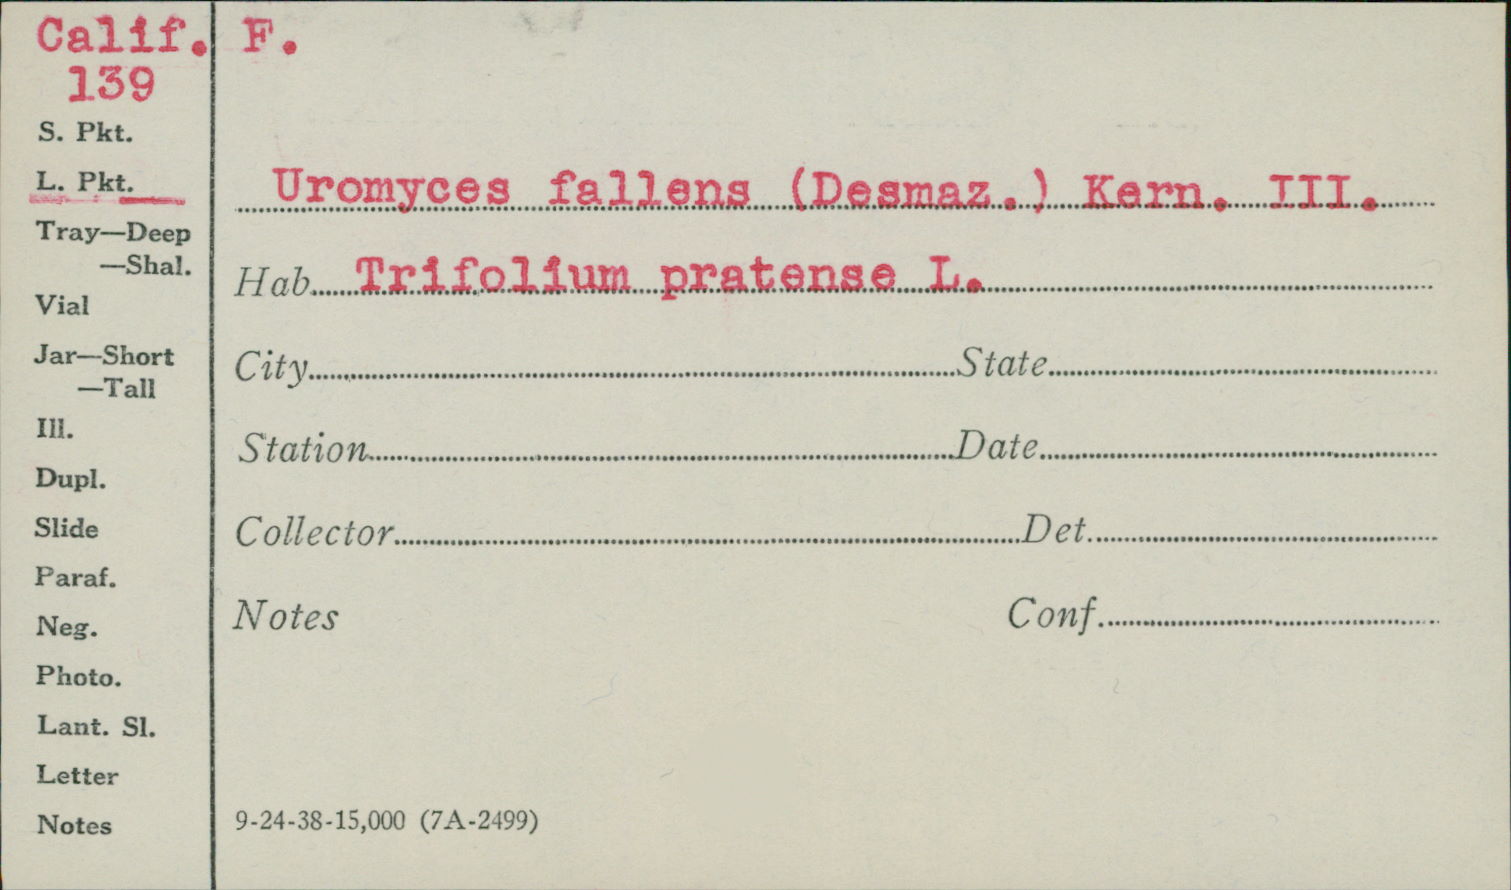 Calif. F.
139
S. Pkt.
L. Pkt.
Tray—Deep
—Shal.
Vial
Jar—Short
—Tall
Ill.
Dupl.
Slide
Paraf.
Neg.
Photo.
Lant. Sl.
Letter
Notes
Uromyces fallens (Desmaz.) Kern. III.
Hab. Trifolium pratense L.
City State
Station Date
Collector Det.
Notes Conf.
9-24-38-15,000 (7A-2499)